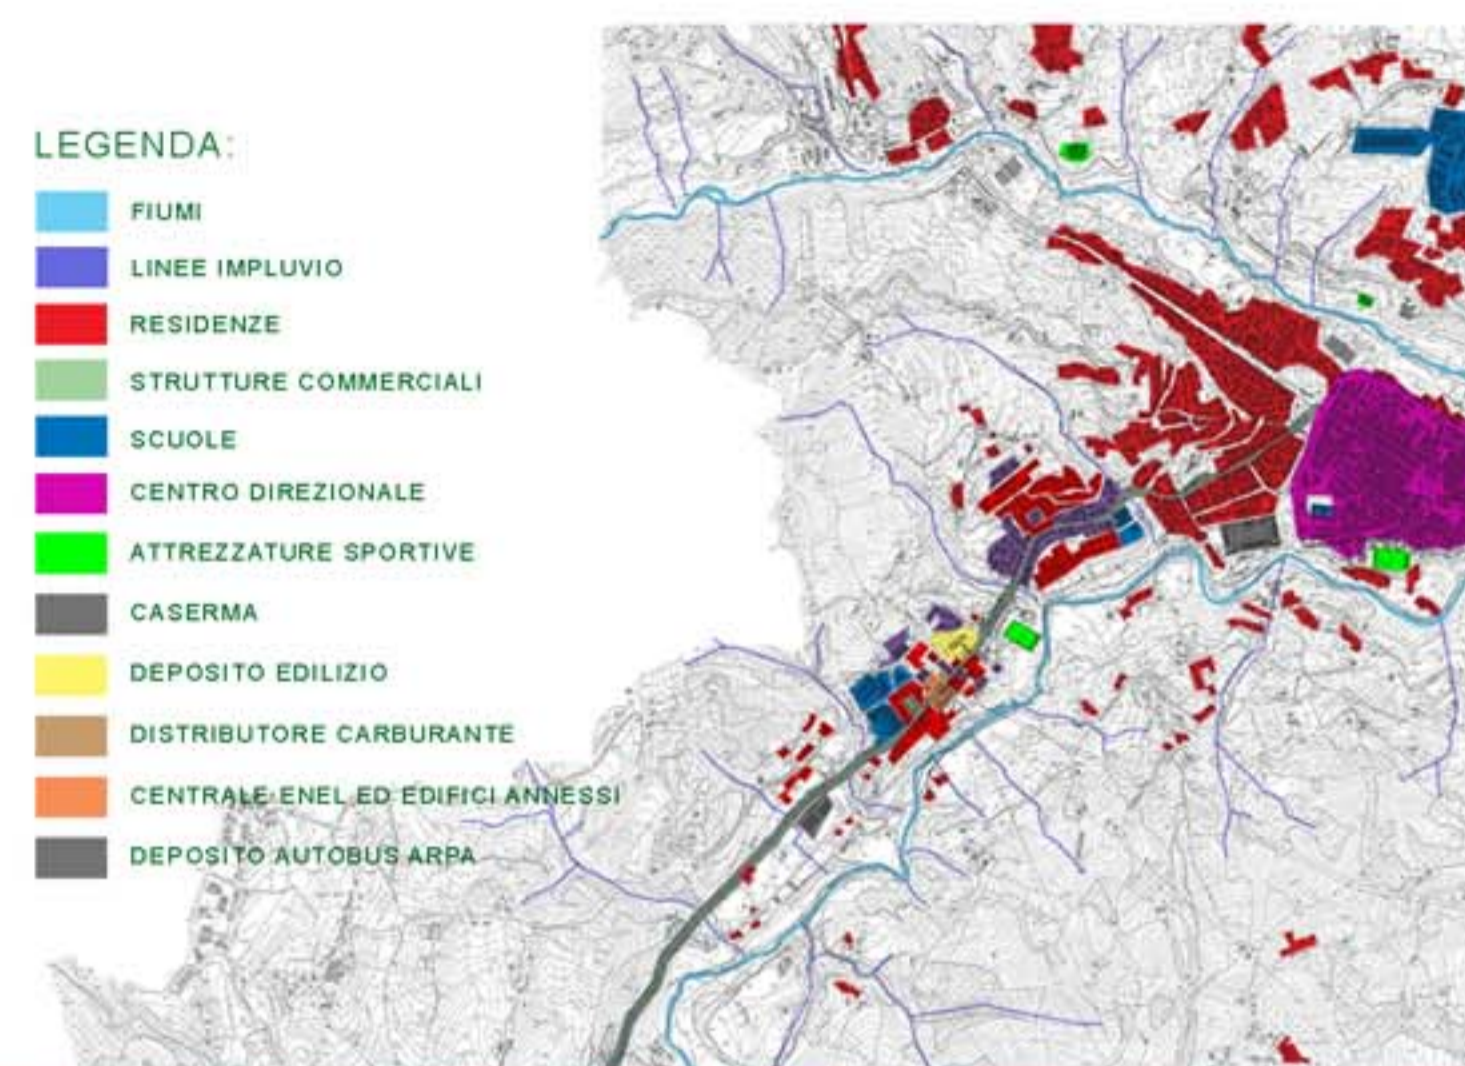 LEGENDA:
FIUMI
LINEE IMPLUVIO
RESIDENZE
STRUTTURE COMMERCIALI
SCUOLE
CENTRO DIREZIONALE
ATTREZZATURE SPORTIVE
CASERMA
DEPOSITO EDILIZIO
DISTRIBUTORE CARBURANTE
CENTRALE ENEL ED EDIFICI ANNESSI
DEPOSITO AUTOBUS ARPA